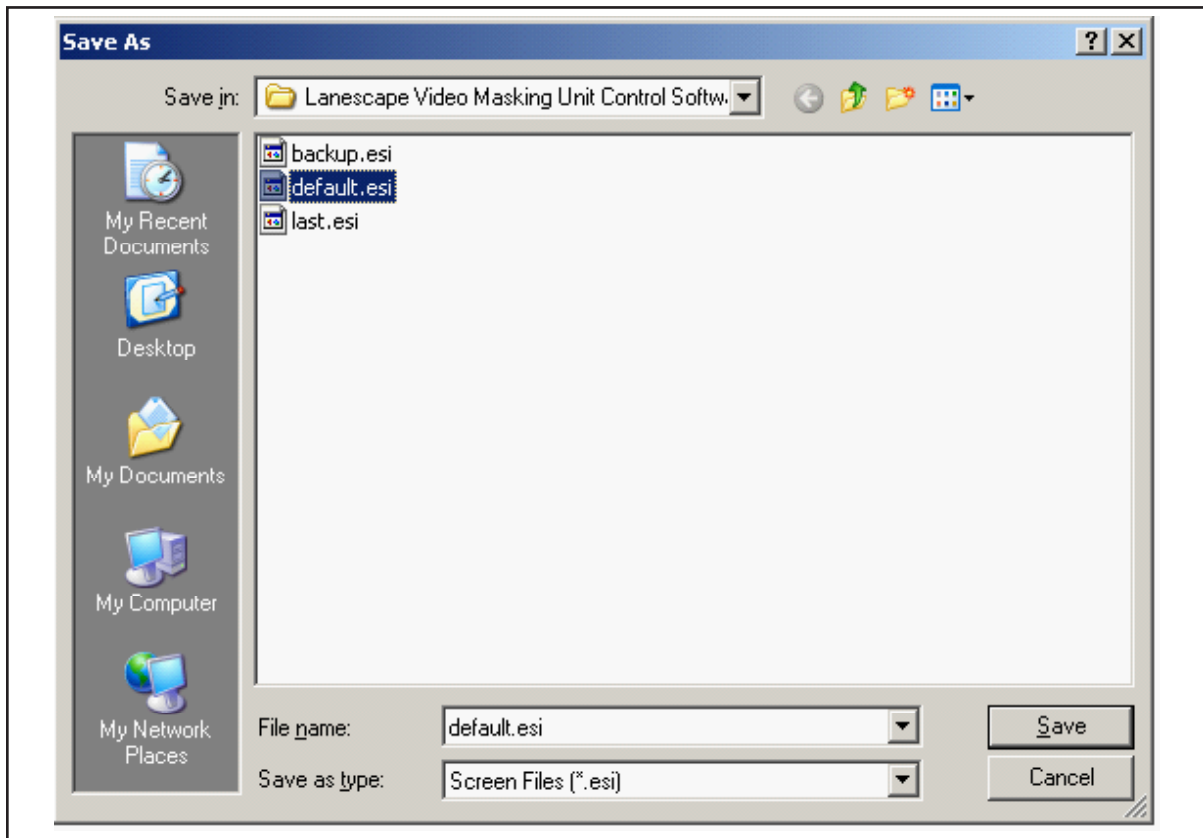 Save As
Save in:
Lanescape Video Masking Unit Control Softw
My Recent
Documents
Desktop
My Documents
My Computer
My Network
Places
backup.esi
default.esi
last.esi
File name:
default.esi
Save
Save as type:
Screen Files (*.esi)
Cancel